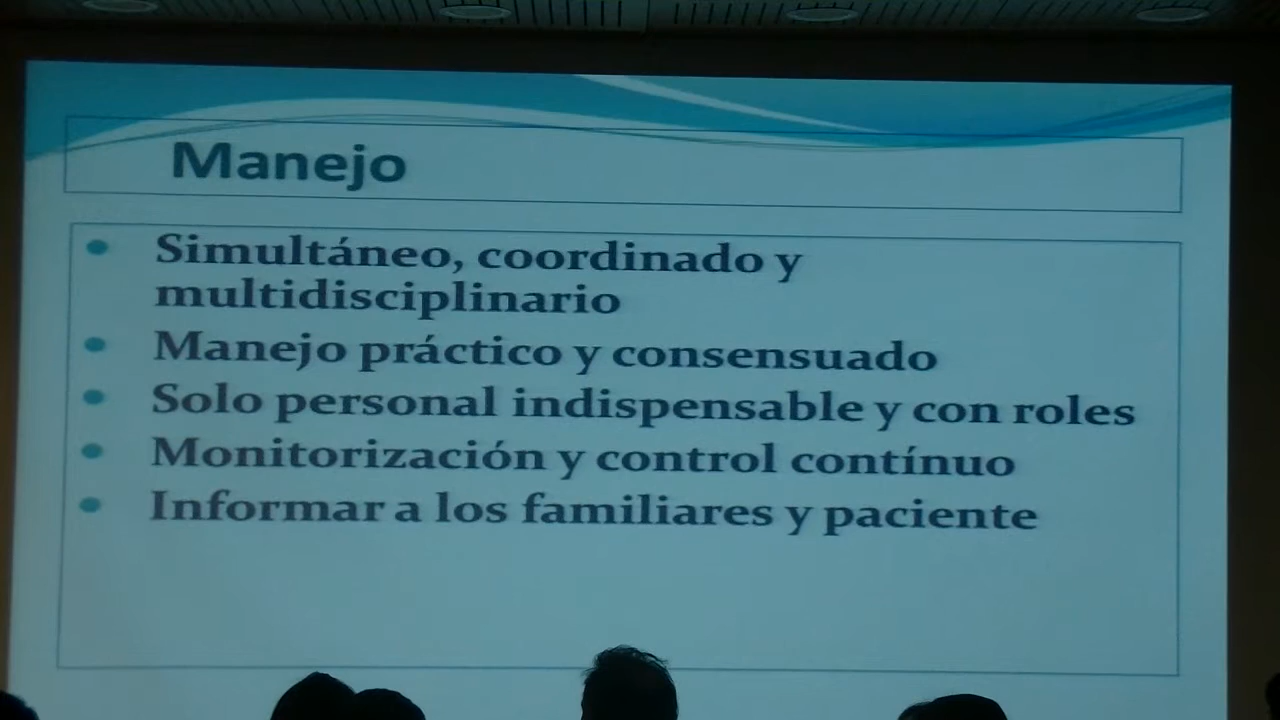 Manejo
Simultáneo, coordinado y
multidisciplinario
Manejo práctico y consensuado
Solo personal indispensable y con roles
Monitorización y control contínuo
Informar a los familiares y paciente